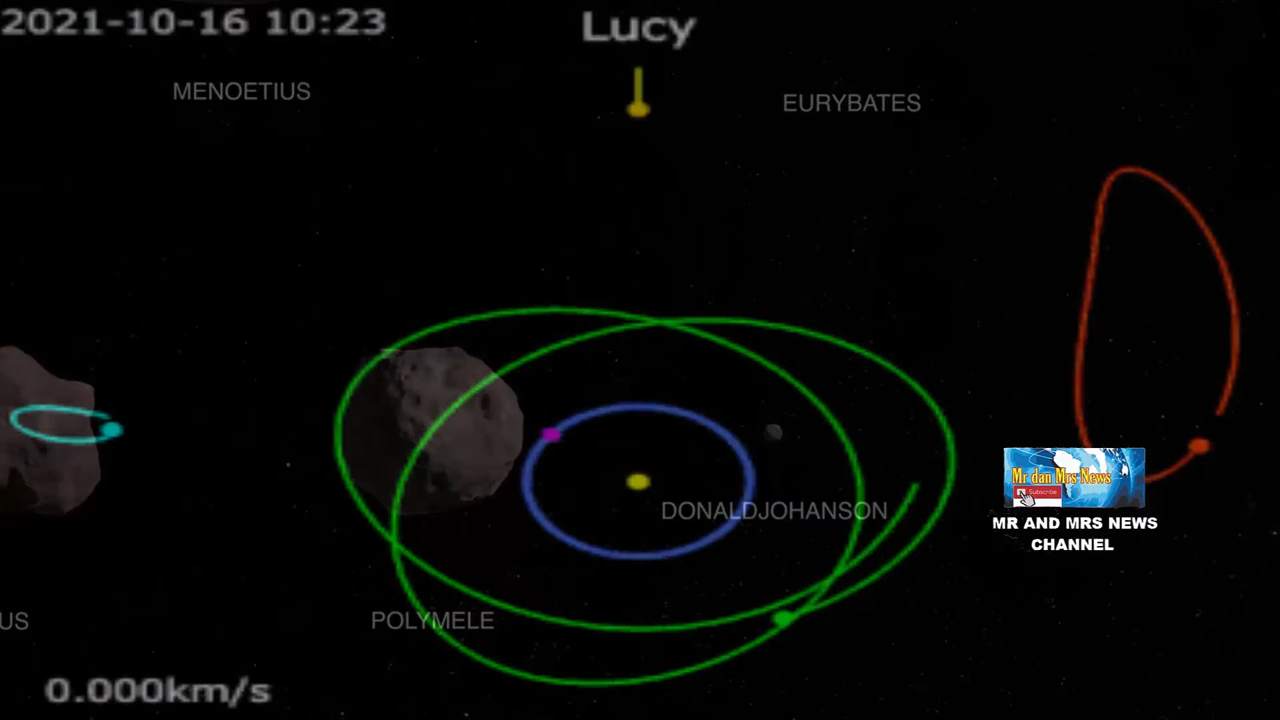 2021-10-16 10:23
Lucy
MENOETIUS
EURYBATES
Mr dan Mrs News
Subscribe
DONALDJOHANSON
MR AND MRS NEWS
CHANNEL
US
POLYMELE
0.000km/s